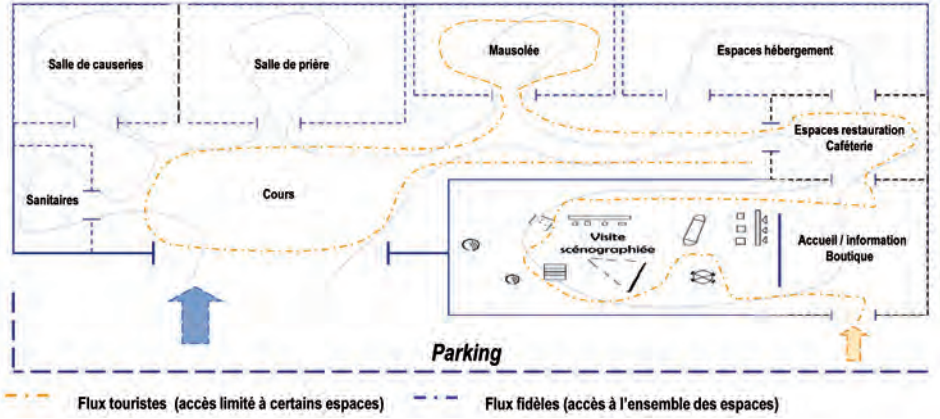 Salle de causeries
Salle de prière
Mausolée
Espaces hébergement
Espaces restauration
Caféterie
Sanitaires
Cours
Visite
scénographiée
Accueil / information
Boutique
Parking
Flux touristes (accès limité à certains espaces)
Flux fidèles (accès à l'ensemble des espaces)